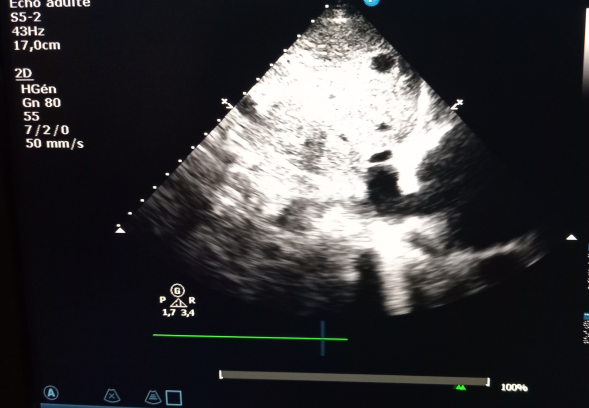 Echo adulte
S5-2
43Hz
17,0cm
2D
HGén
Gn 80
55
7/2/0
50 mm/s
G
P R
1,7 3,4
A
100%